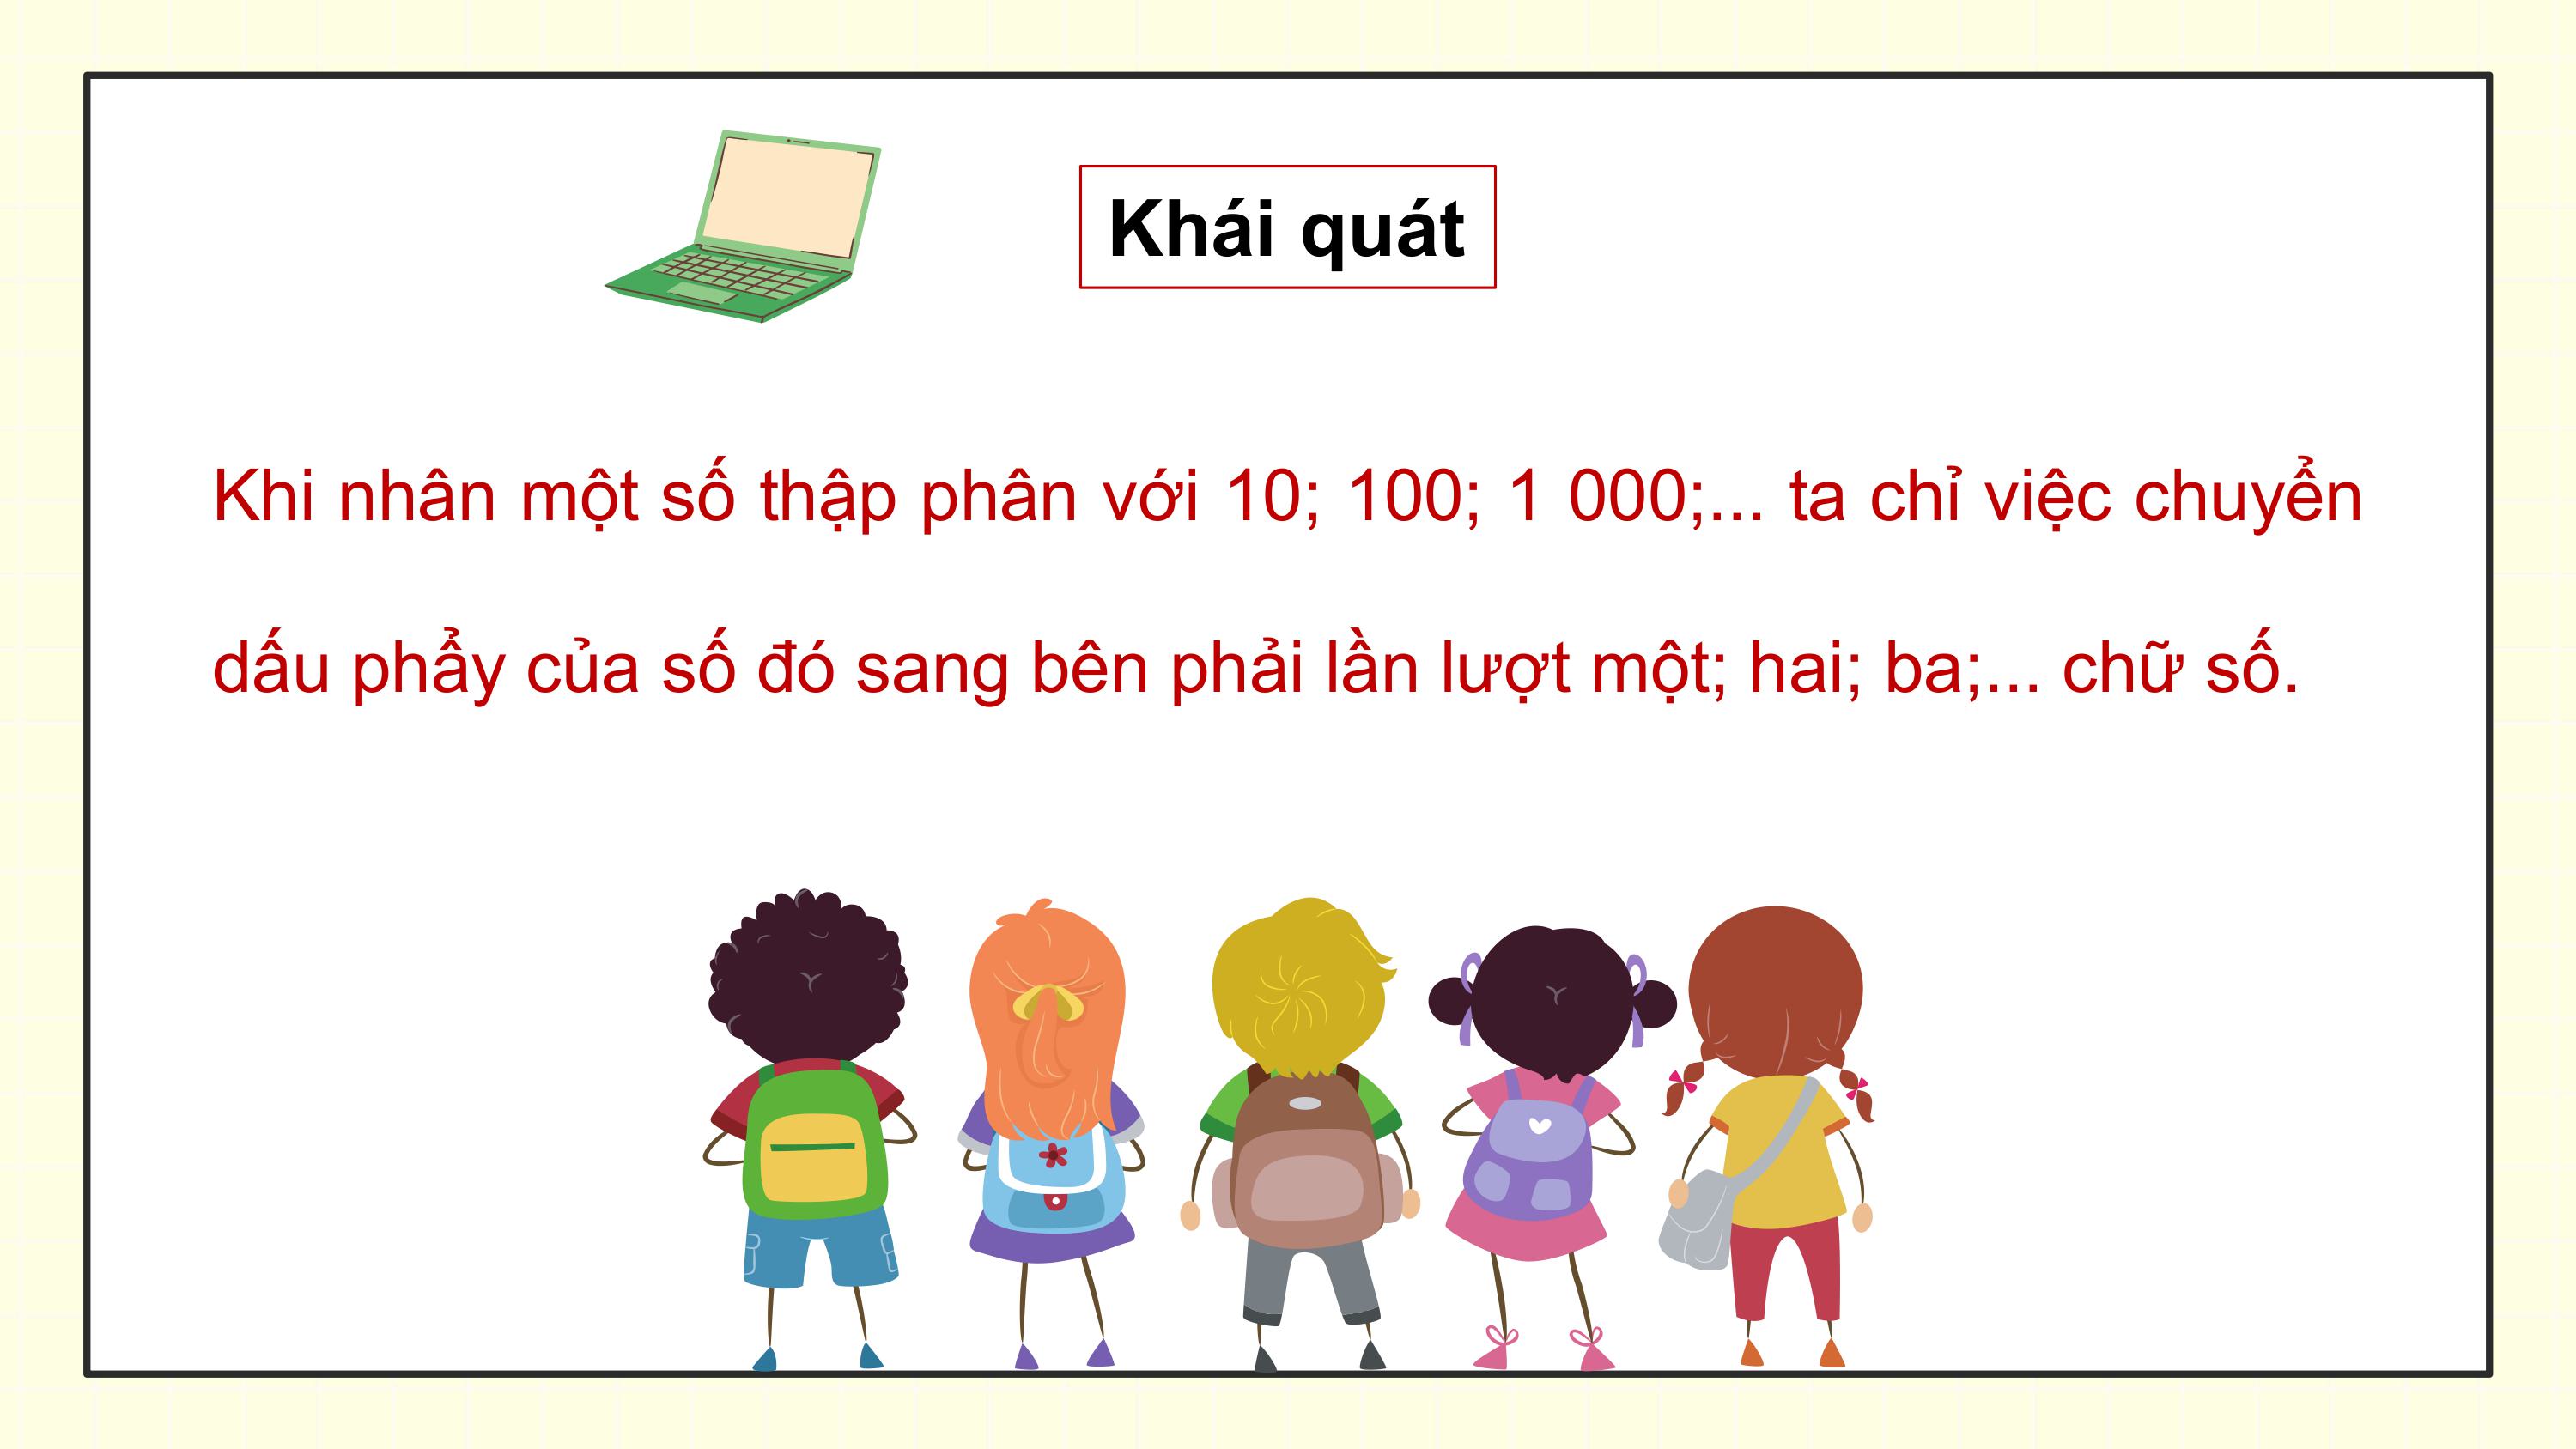 Khái quát
Khi nhân một số thập phân với 10; 100; 1 000;... ta chỉ việc chuyển
dấu phẩy của số đó sang bên phải lần lượt một; hai; ba;... chữ số.